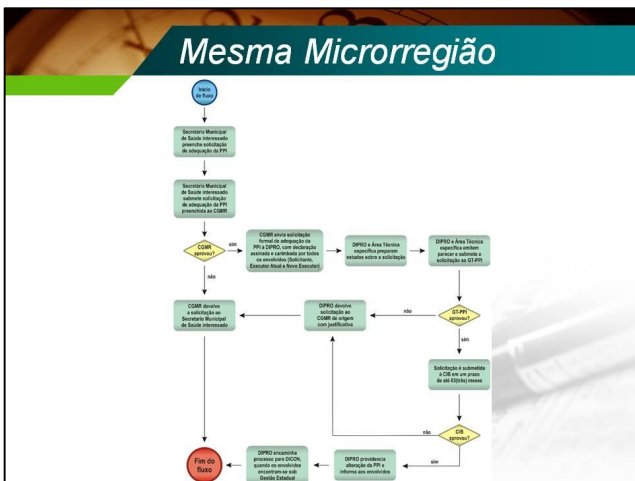 Mesma Microrregião
Início
do fluxo
Secretário Municipal
de Saúde interessado
preenche solicitação
de adequação da PPI
Secretário Municipal
de Saúde interessado
submete solicitação
de adequação da PPI
preenchida ao CGMR
CGMR
aprovou?
sim
não
CGMR envia solicitação
formal de adequação da
PPI à DIPRO, com declaração
assinada e carimbada por todos
os envolvidos (Solicitante,
Executor Atual e Novo Executor)
DIPRO e Área Técnica
específica preparam
estudos sobre a solicitação
DIPRO e Área Técnica
específica emitem
parecer e submete a
solicitação ao GT-PPI
GT-PPI
aprovou?
não
sim
DIPRO devolve
solicitação ao
CGMR de origem
com justificativa
CGMR devolve
a solicitação ao
Secretário Municipal
de Saúde interessado
Solicitação é submetida
à CIB em um prazo
de até 03(três) meses
CIB
aprovou?
não
sim
DIPRO providencia
alteração da PPI e
informa aos envolvidos
DIPRO encaminha
processo para DICON,
quando os envolvidos
encontram-se sob
Gestão Estadual
Fim do
fluxo